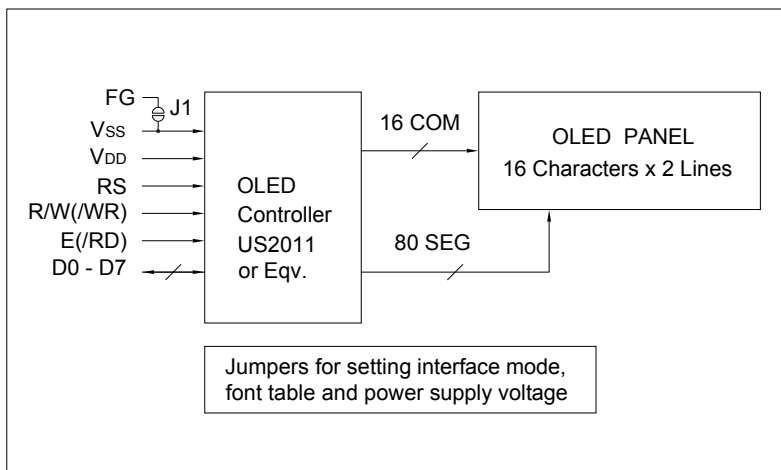 FG
J1
VSS
VDD
RS
R/W(/WR)
E(/RD)
D0 - D7
OLED
Controller
US2011
or Eqv.
16 COM
80 SEG
OLED PANEL
16 Characters x 2 Lines
Jumpers for setting interface mode,
font table and power supply voltage